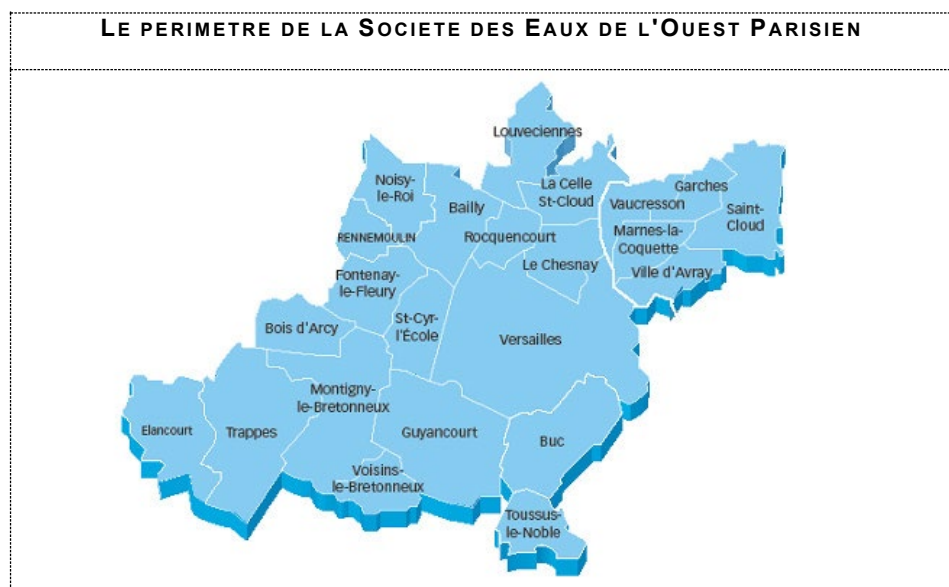 LE PERIMETRE DE LA SOCIETE DES EAUX DE L'OUEST PARISIEN
Louveciennes
Noisy-
le-Roi
Bailly
La Celle
St-Cloud
Garches
Vaucresson
Saint-
Cloud
RENNEMOULIN
Rocquencourt
Marnes-la-
Coquette
Le Chesnay
Ville d'Avray
Fontenay-
le-Fleury
Bois d'Arcy
St-Cyr-
l'École
Versailles
Montigny-
le-Bretonneux
Elancourt
Trappes
Guyancourt
Buc
Voisins-
le-Bretonneux
Toussus-
le-Noble